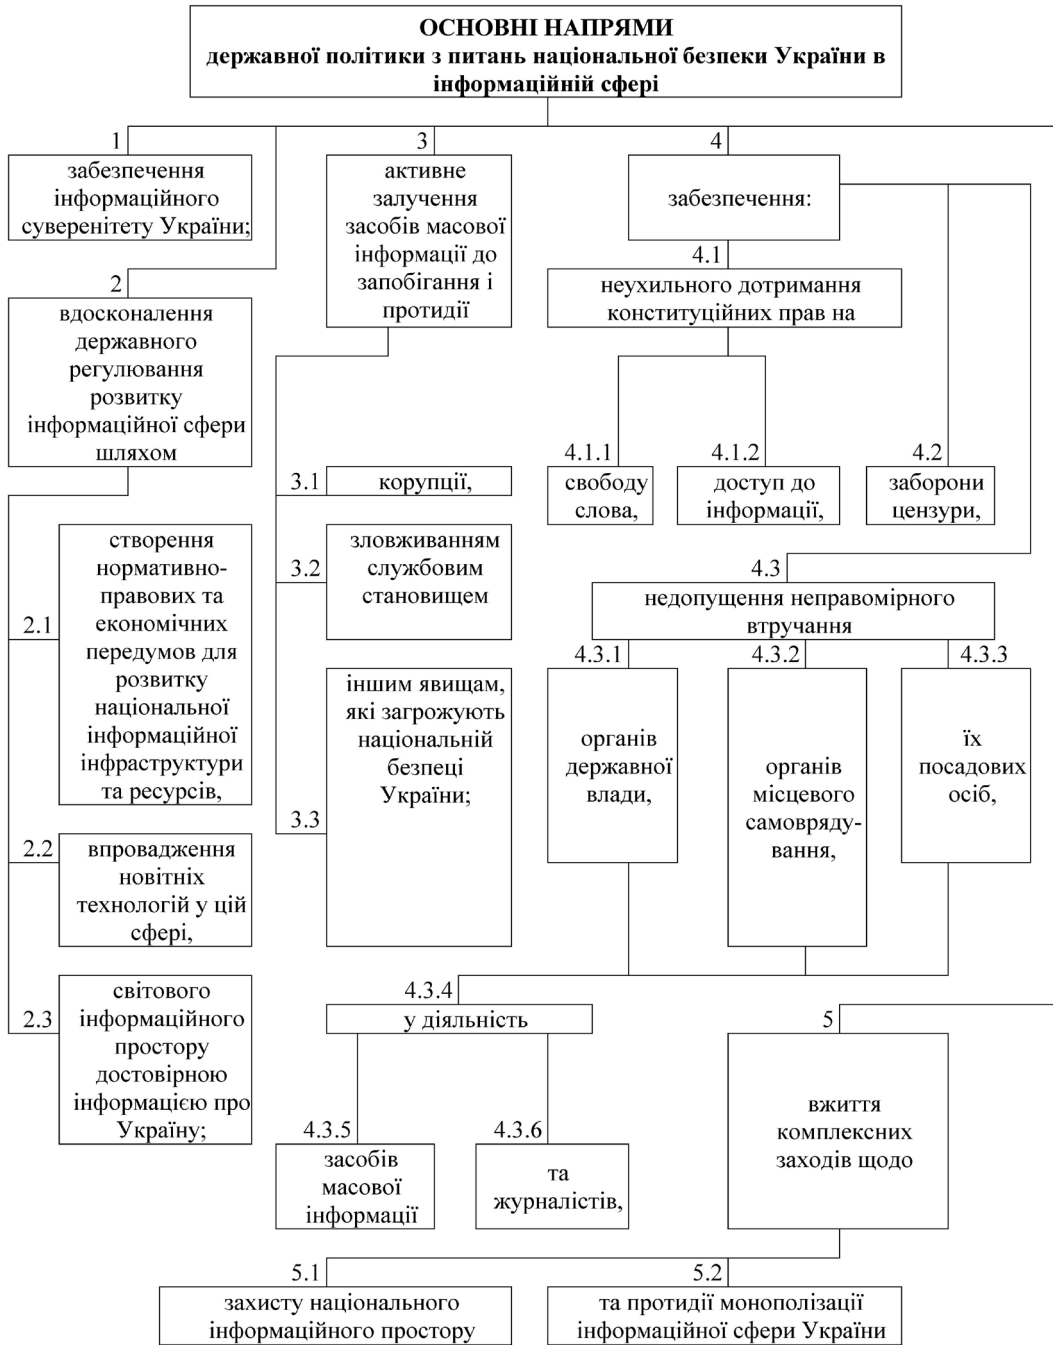 ОСНОВНІ НАПРЯМИ
державної політики з питань національної безпеки України в
інформаційній сфері
1
забезпечення
інформаційного
суверенітету України;
2
вдосконалення
державного
регулювання
розвитку
інформаційної сфери
шляхом
2.1
створення
нормативно-
правових та
економічних
передумов для
розвитку
національної
інформаційної
інфраструктури
та ресурсів,
2.2
впровадження
новітніх
технологій у цій
сфері,
2.3
світового
інформаційного
простору
достовірною
інформацією про
Україну;
3
активне
залучення
засобів масової
інформації до
запобігання і
протидії
3.1
корупції,
3.2
зловживанням
службовим
становищем
3.3
іншим явищам,
які загрожують
національній
безпеці
України;
4
забезпечення:
4.1
неухильного дотримання
конституційних прав на
4.1.1
свободу
слова,
4.1.2
доступ до
інформації,
4.2
заборони
цензури,
4.3
недопущення неправомірного
втручання
4.3.1
органів
державної
влади,
4.3.2
органів
місцевого
самовряду-
вання,
4.3.3
їх
посадових
осіб,
4.3.4
у діяльність
4.3.5
засобів
масової
інформації
4.3.6
та
журналістів,
5
вжиття
комплексних
заходів щодо
5.1
захисту національного
інформаційного простору
5.2
та протидії монополізації
інформаційної сфери України